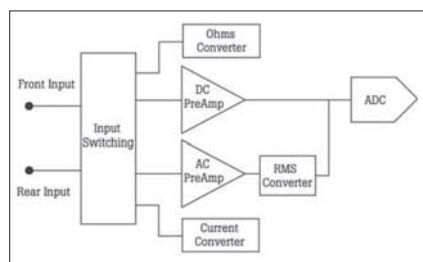 Ohms
Converter
Front Input
DC
PreAmp
ADC
Input
Switching
AC
PreAmp
RMS
Converter
Rear Input
Current
Converter